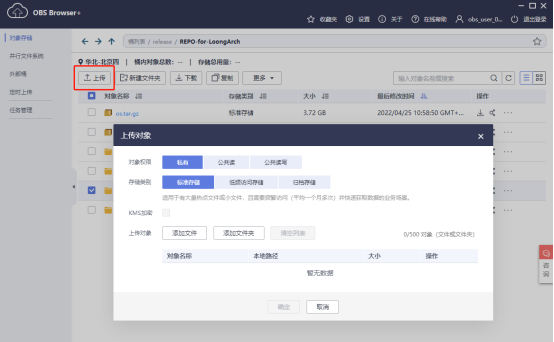 OBS Browser+
收藏夹 设置 关于 在线帮助 obs_user_0... 退出登录
对象存储
并行文件系统
外部桶
定时上传
任务管理
桶列表 / release / REPO-for-LoongArch
华北-北京四 | 桶内对象总数： -- | 存储总用量： --
上传 新建文件夹 下载 复制 更多
输入对象名前缀搜索
对象名称 存储类别 大小 最后修改时间 操作
os.tar.gz 标准存储 3.72 GB 2022/04/25 10:58:50 GMT+...
上传对象
对象权限 私有 公共读 公共读写
存储类别 标准存储 低频访问存储 归档存储
适用于有大量热点文件或小文件，且需要频繁访问（平均一个月多次）并快速获取数据的业务场景。
KMS加密
上传对象 添加文件 添加文件夹 清空列表 0/500 对象（文件或文件夹）
对象名称 本地路径 大小 操作
暂无数据
确定 取消
咨询